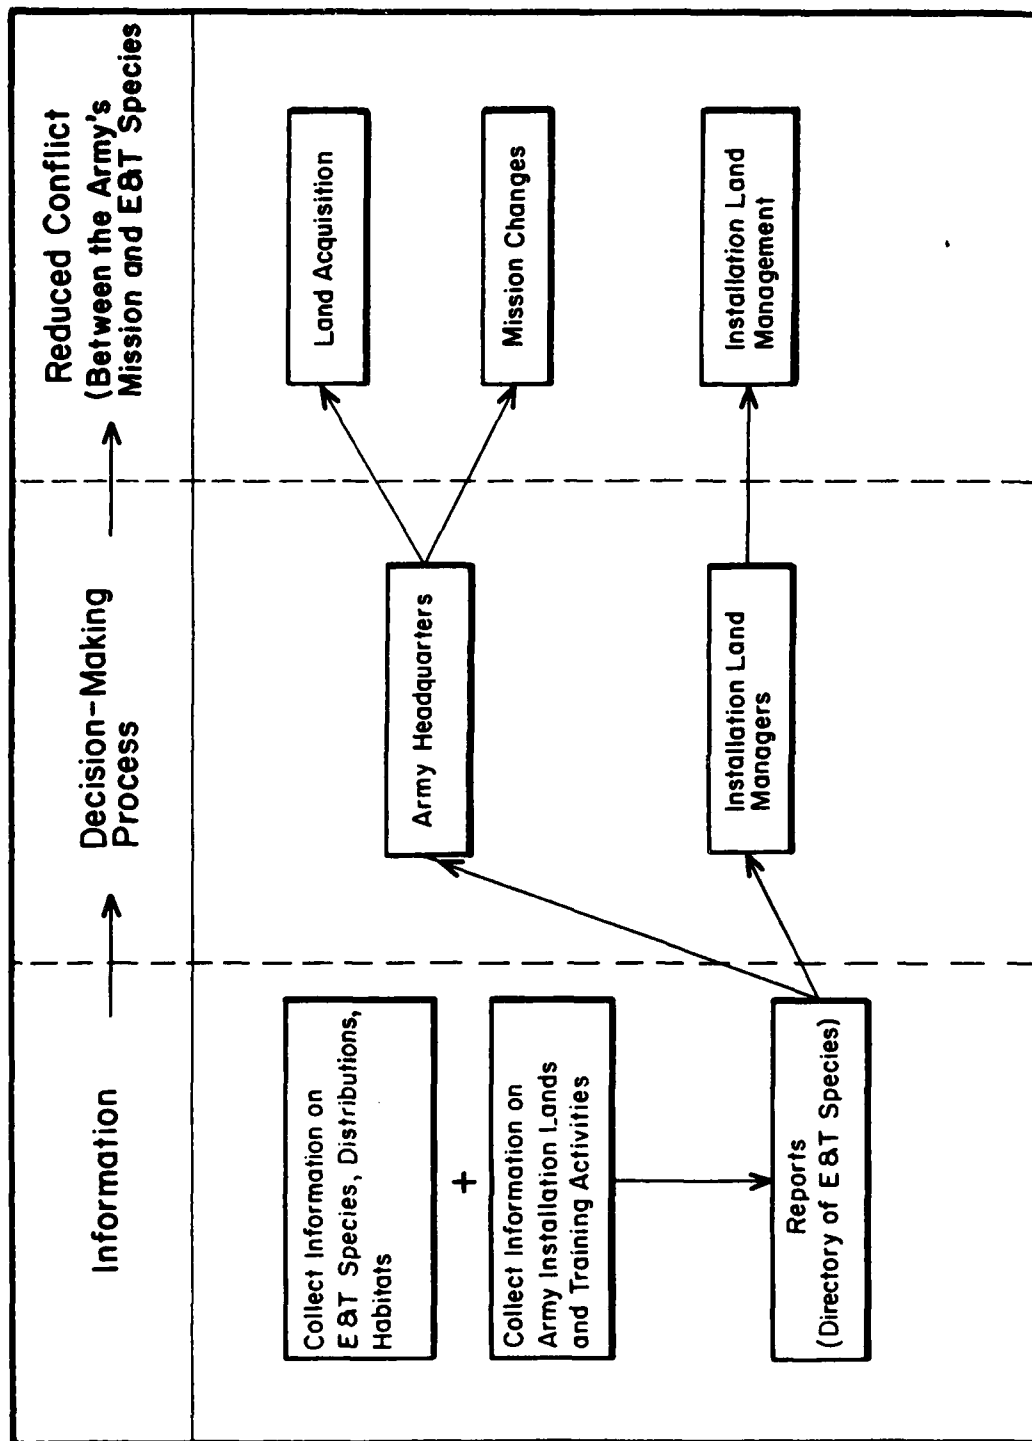 Information
Decision-Making
Process
Reduced Conflict
(Between the Army's
Mission and E&T Species
Collect Information on
E&T Species, Distributions,
Habitats
+
Collect Information on
Army Installation Lands
and Training Activities
Reports
(Directory of E&T Species)
Army Headquarters
Installation Land
Managers
Land Acquisition
Mission Changes
Installation Land
Management